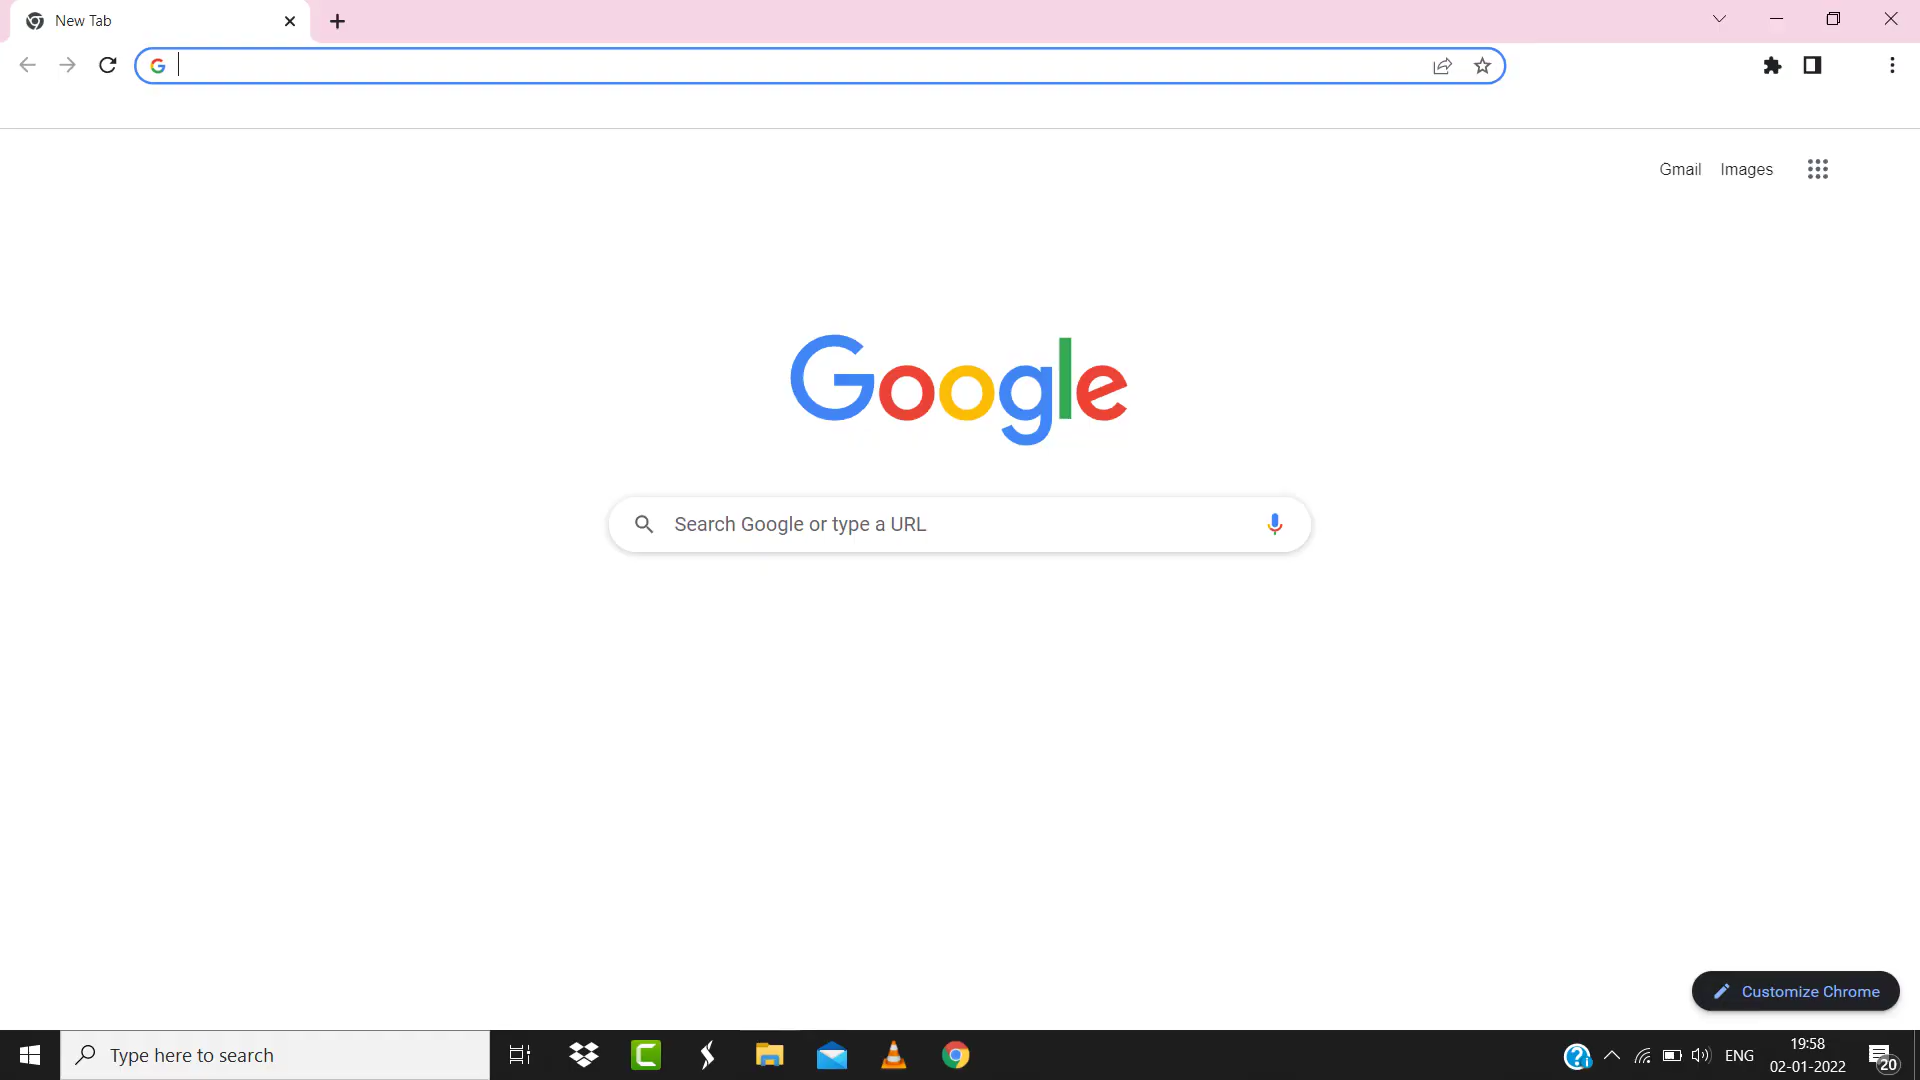 New Tab
Gmail Images
Google
Search Google or type a URL
Customize Chrome
Type here to search
ENG
19:58
02-01-2022
20